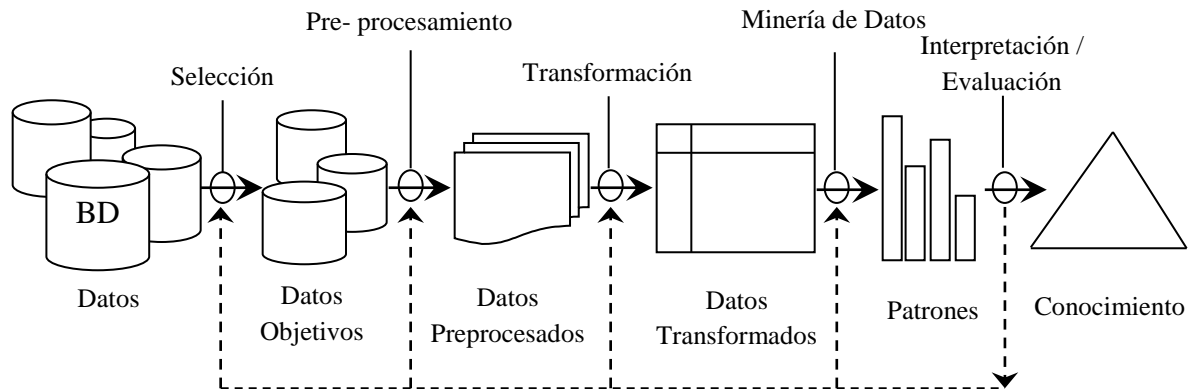 Pre- procesamiento
Minería de Datos
Interpretación /
Evaluación
Selección
Transformación
BD
Datos
Datos
Objetivos
Datos
Preprocesados
Datos
Transformados
Patrones
Conocimiento